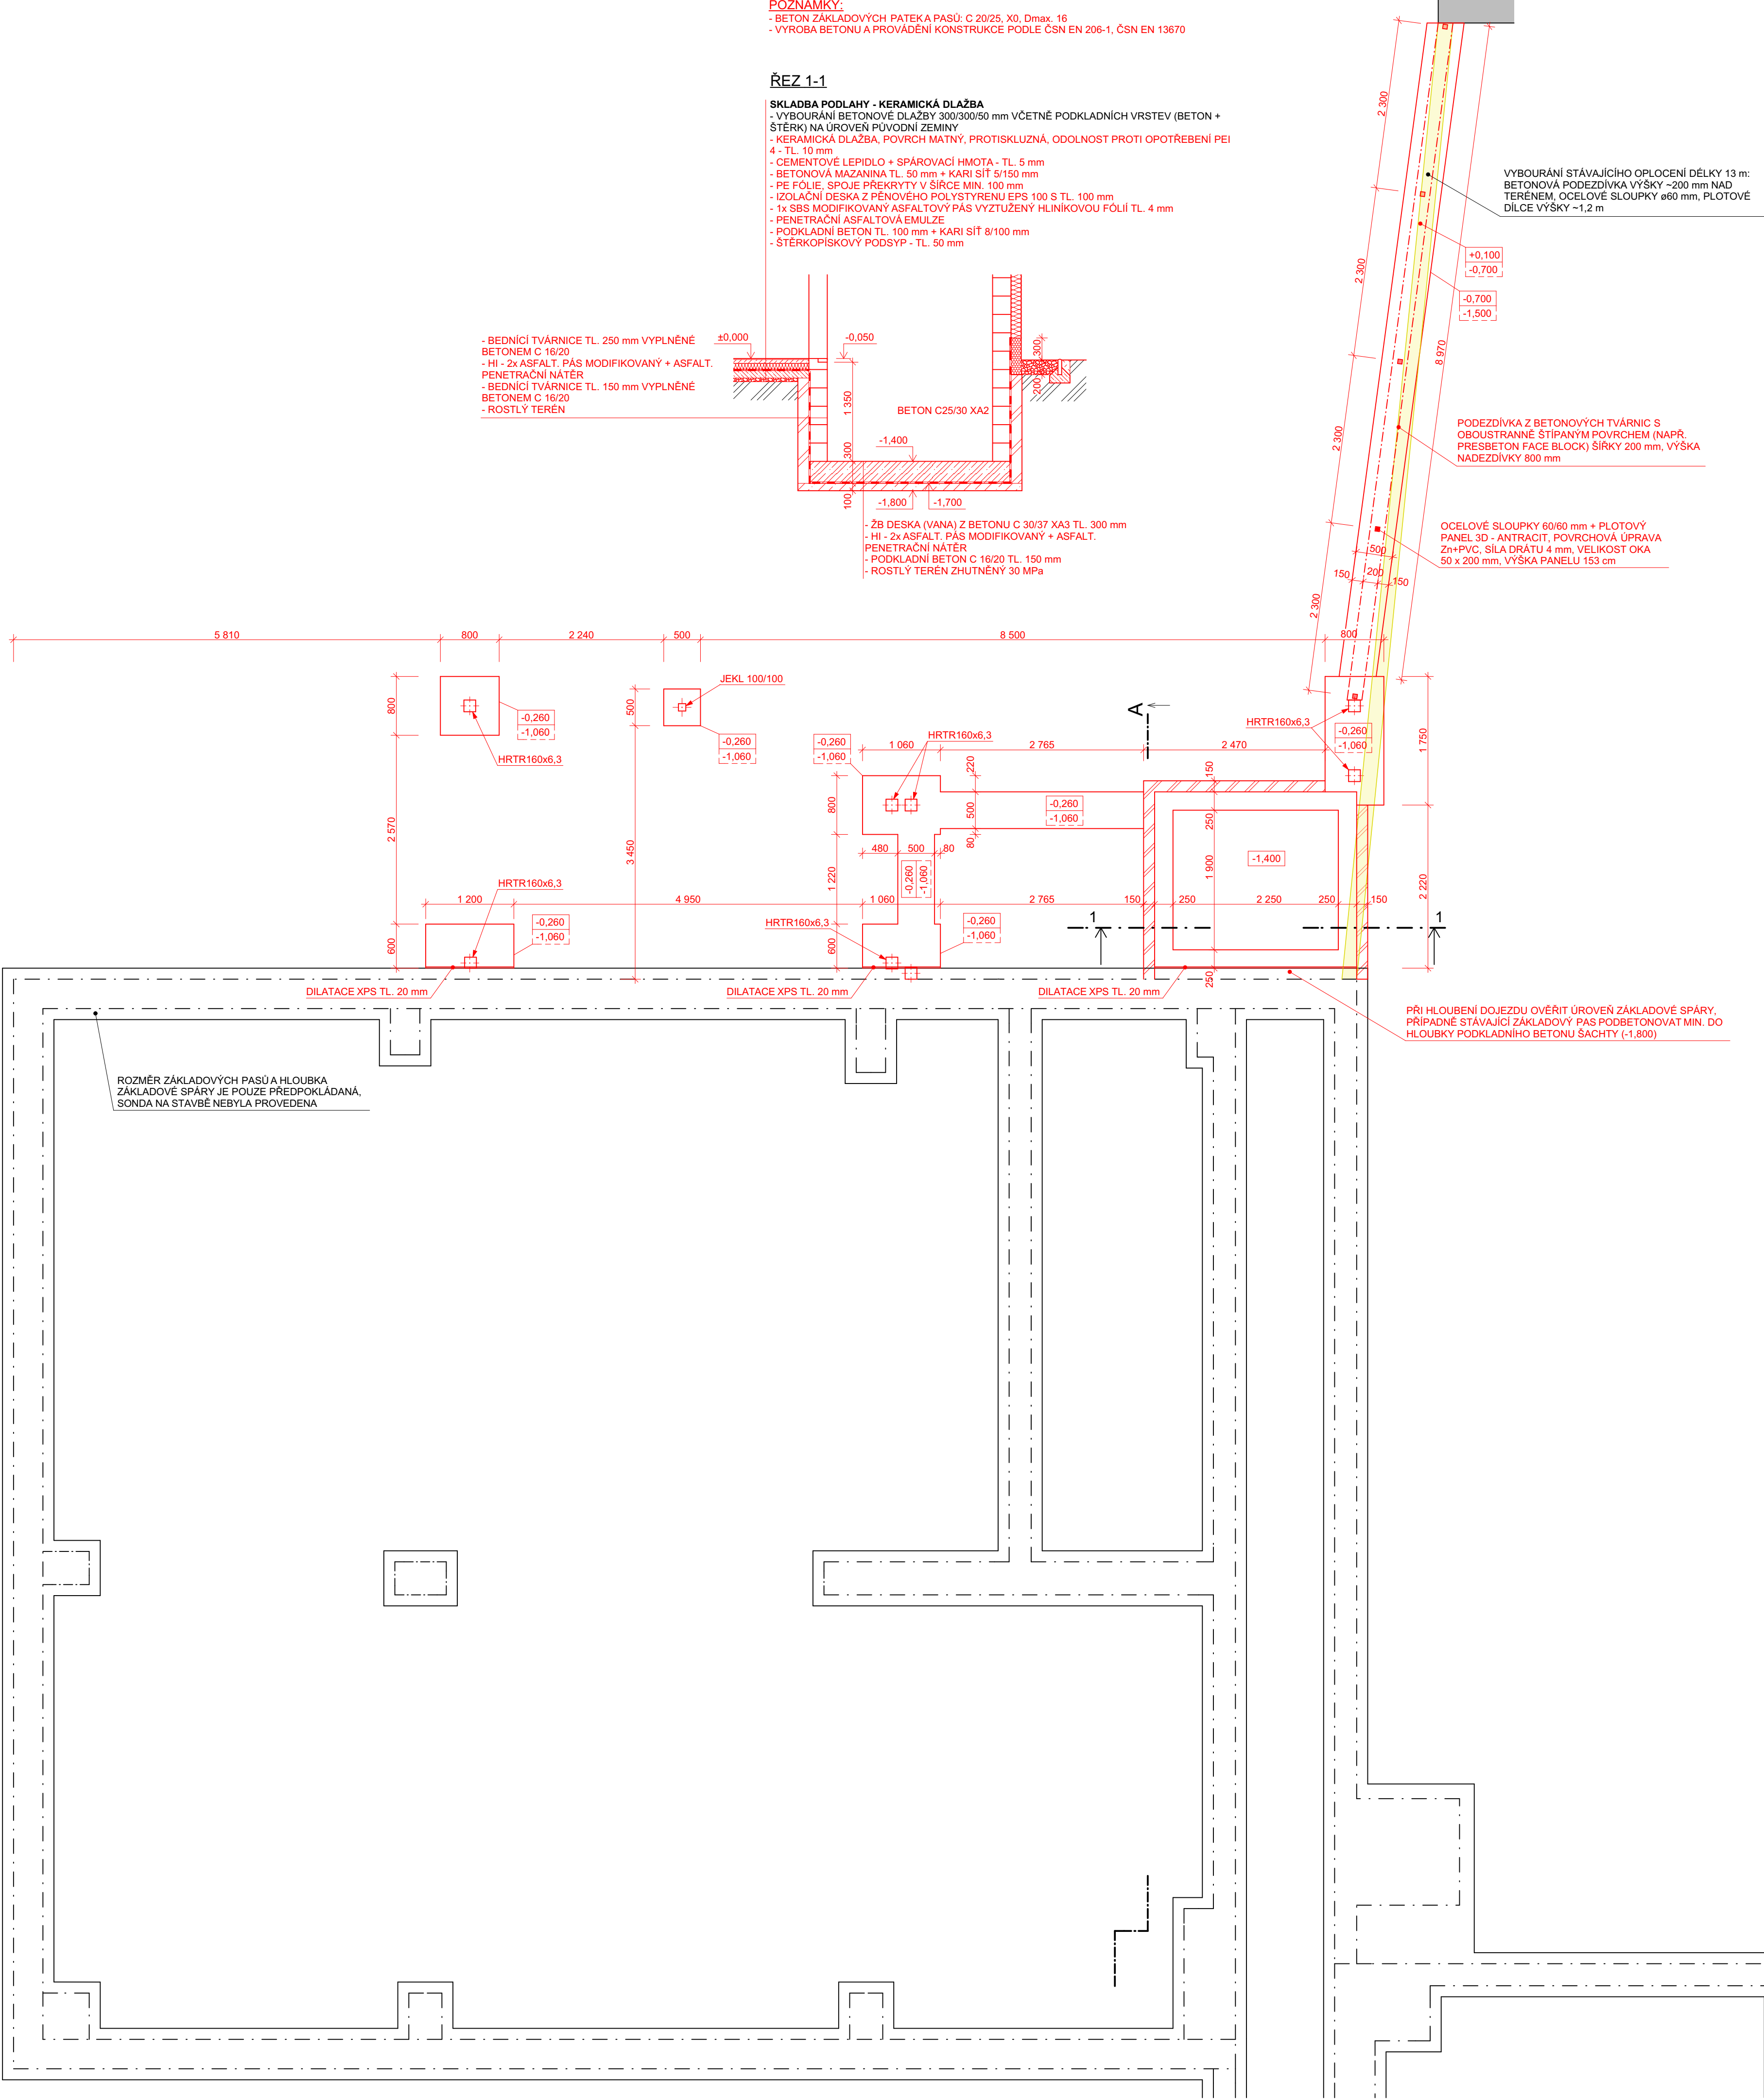 POZNÁMKY:
- BETON ZÁKLADOVÝCH PATEK A PASŮ: C 20/25, X0, Dmax. 16
- VÝROBA BETONU A PROVÁDĚNÍ KONSTRUKCE PODLE ČSN EN 206-1, ČSN EN 13670
ŘEZ 1-1
SKLADBA PODLAHY - KERAMICKÁ DLAŽBA
- VYBOURÁNÍ BETONOVÉ DLAŽBY 300/300/50 mm VČETNĚ PODKLADNÍCH VRSTEV (BETON +
ŠTĚRK) NA ÚROVEŇ PŮVODNÍ ZEMINY
- KERAMICKÁ DLAŽBA, POVRCH MATNÝ, PROTISKLUZNÁ, ODOLNOST PROTI OPOTŘEBENÍ PEI
4 - TL. 10 mm
- CEMENTOVÉ LEPIDLO + SPÁROVACÍ HMOTA - TL. 5 mm
- BETONOVÁ MAZANINA TL. 50 mm + KARI SÍŤ 5/150 mm
- PE FÓLIE, SPOJE PŘEKRYTY V ŠÍŘCE MIN. 100 mm
- IZOLAČNÍ DESKA Z PĚNOVÉHO POLYSTYRENU EPS 100 S TL. 100 mm
- 1x SBS MODIFIKOVANÝ ASFALTOVÝ PÁS VYZTUŽENÝ HLINÍKOVOU FÓLIÍ TL. 4 mm
- PENETRAČNÍ ASFALTOVÁ EMULZE
- PODKLADNÍ BETON TL. 100 mm + KARI SÍŤ 8/100 mm
- ŠTĚRKOPÍSKOVÝ PODSYP - TL. 50 mm
- BEDNÍCÍ TVÁRNICE TL. 250 mm VYPLNĚNÉ
BETONEM C 16/20
- HI - 2x ASFALT. PÁS MODIFIKOVANÝ + ASFALT.
PENETRAČNÍ NÁTĚR
- BEDNÍCÍ TVÁRNICE TL. 150 mm VYPLNĚNÉ
BETONEM C 16/20
- ROSTLÝ TERÉN
±0,000
-0,050
300
200
1 350
300
100
BETON C25/30 XA2
-1,400
-1,800
-1,700
- ŽB DESKA (VANA) Z BETONU C 30/37 XA3 TL. 300 mm
- HI - 2x ASFALT. PÁS MODIFIKOVANÝ + ASFALT.
PENETRAČNÍ NÁTĚR
- PODKLADNÍ BETON C 16/20 TL. 150 mm
- ROSTLÝ TERÉN ZHUTNĚNÝ 30 MPa
VYBOURÁNÍ STÁVAJÍCÍHO OPLOCENÍ DÉLKY 13 m:
BETONOVÁ PODEZDÍVKA VÝŠKY ~200 mm NAD
TERÉNEM, OCELOVÉ SLOUPKY ø60 mm, PLOTOVÉ
DÍLCE VÝŠKY ~1,2 m
2 300
2 300
2 300
2 300
8 970
+0,100
-0,700
-0,700
-1,500
PODEZDÍVKA Z BETONOVÝCH TVÁRNIC S
OBOUSTRANNĚ ŠTÍPANÝM POVRCHEM (NAPŘ.
PRESBETON FACE BLOCK) ŠÍŘKY 200 mm, VÝŠKA
NADEZDÍVKY 800 mm
OCELOVÉ SLOUPKY 60/60 mm + PLOTOVÝ
PANEL 3D - ANTRACIT, POVRCHOVÁ ÚPRAVA
Zn+PVC, SÍLA DRÁTU 4 mm, VELIKOST OKA
50 x 200 mm, VÝŠKA PANELU 153 cm
500
150 200 150
5 810 800 2 240 500 8 500 800
800
2 570
600
-0,260
-1,060
HRTR160x6,3
JEKL 100/100
500
3 450
-0,260
-1,060
-0,260
-1,060
HRTR160x6,3
A
HRTR160x6,3
-0,260
-1,060
1 750
2 220
1 060 2 765 2 470
220
500
80
800
1 220
600
480 500 80
-0,260
-1,060
-0,260
-1,060
150
250
1 900
250
-1,400
HRTR160x6,3
1 200 4 950 1 060 2 765 150 250 2 250 250 150
-0,260
-1,060
HRTR160x6,3
-0,260
-1,060
1
1
DILATACE XPS TL. 20 mm
DILATACE XPS TL. 20 mm
DILATACE XPS TL. 20 mm
PŘI HLOUBENÍ DOJEZDU OVĚŘIT ÚROVEŇ ZÁKLADOVÉ SPÁRY,
PŘÍPADNĚ STÁVAJÍCÍ ZÁKLADOVÝ PAS PODBETONOVAT MIN. DO
HLOUBKY PODKLADNÍHO BETONU ŠACHTY (-1,800)
ROZMĚR ZÁKLADOVÝCH PASŮ A HLOUBKA
ZÁKLADOVÉ SPÁRY JE POUZE PŘEDPOKLÁDANÁ,
SONDA NA STAVBĚ NEBYLA PROVEDENA